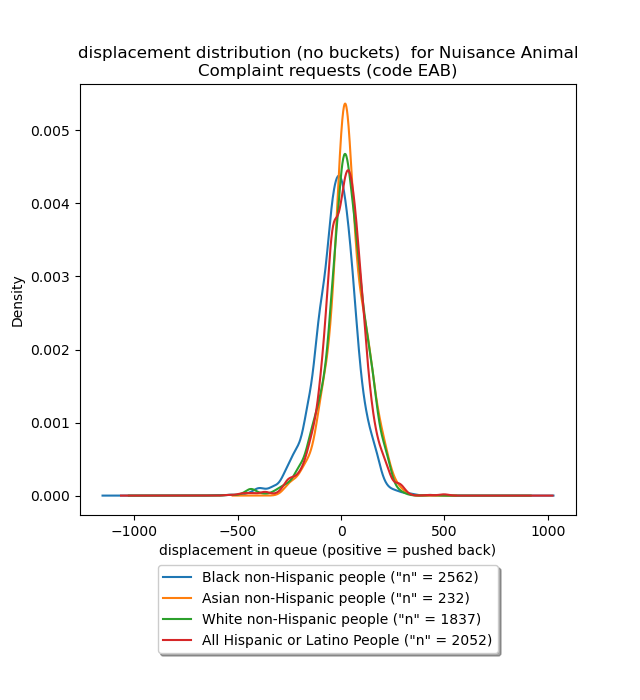 displacement distribution (no buckets)  for Nuisance Animal
Complaint requests (code EAB)
Density
0.005
0.004
0.003
0.002
0.001
0.000
−1000 −500 0 500 1000
displacement in queue (positive = pushed back)
Black non-Hispanic people ("n" = 2562)
Asian non-Hispanic people ("n" = 232)
White non-Hispanic people ("n" = 1837)
All Hispanic or Latino People ("n" = 2052)